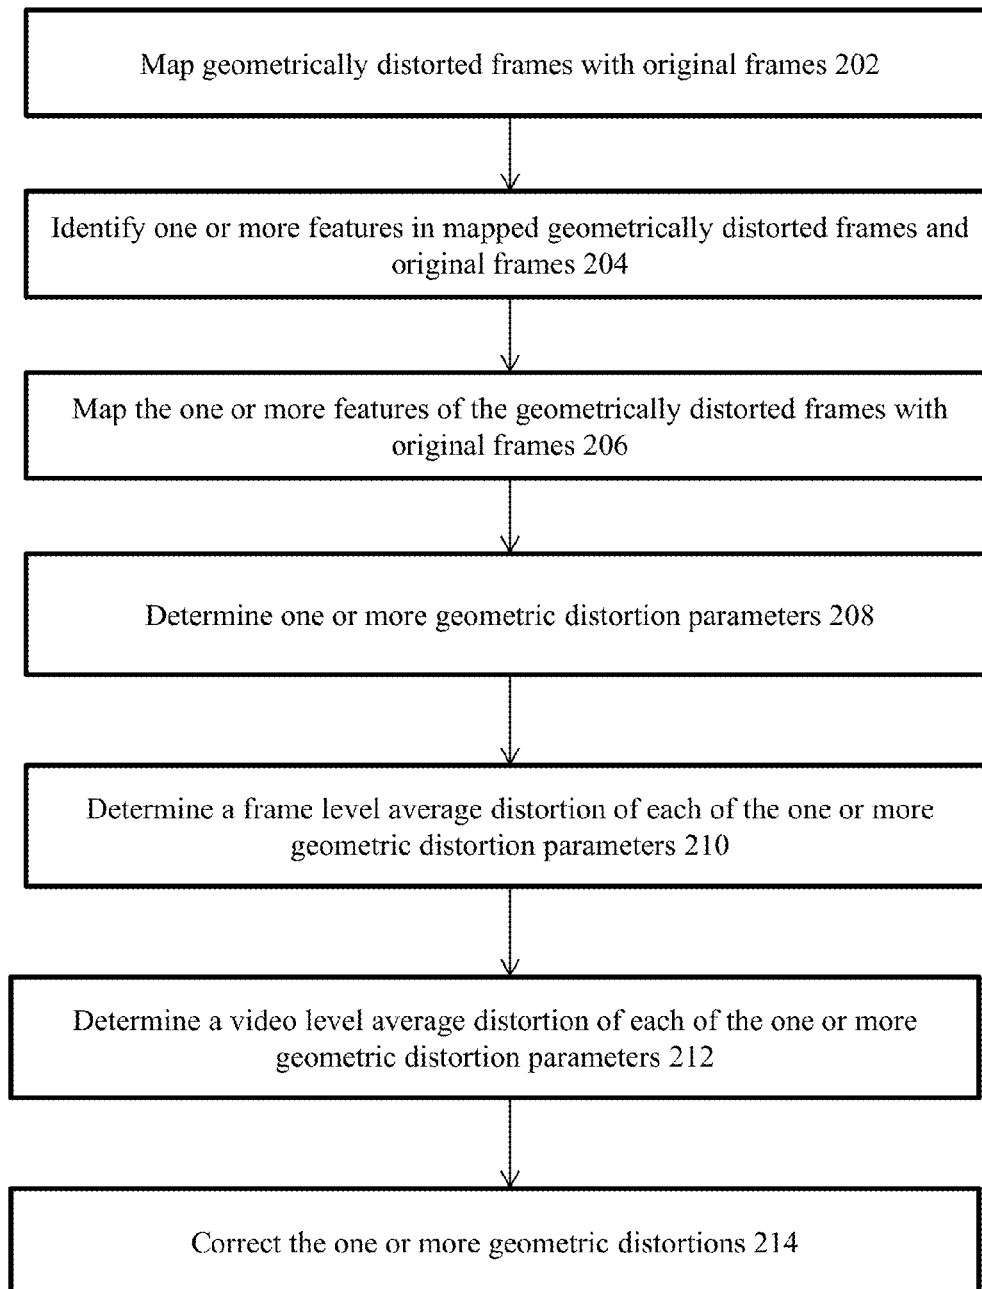 Map geometrically distorted frames with original frames 202
Identify one or more features in mapped geometrically distorted frames and
original frames 204
Map the one or more features of the geometrically distorted frames with
original frames 206
Determine one or more geometric distortion parameters 208
Determine a frame level average distortion of each of the one or more
geometric distortion parameters 210
Determine a video level average distortion of each of the one or more
geometric distortion parameters 212
Correct the one or more geometric distortions 214